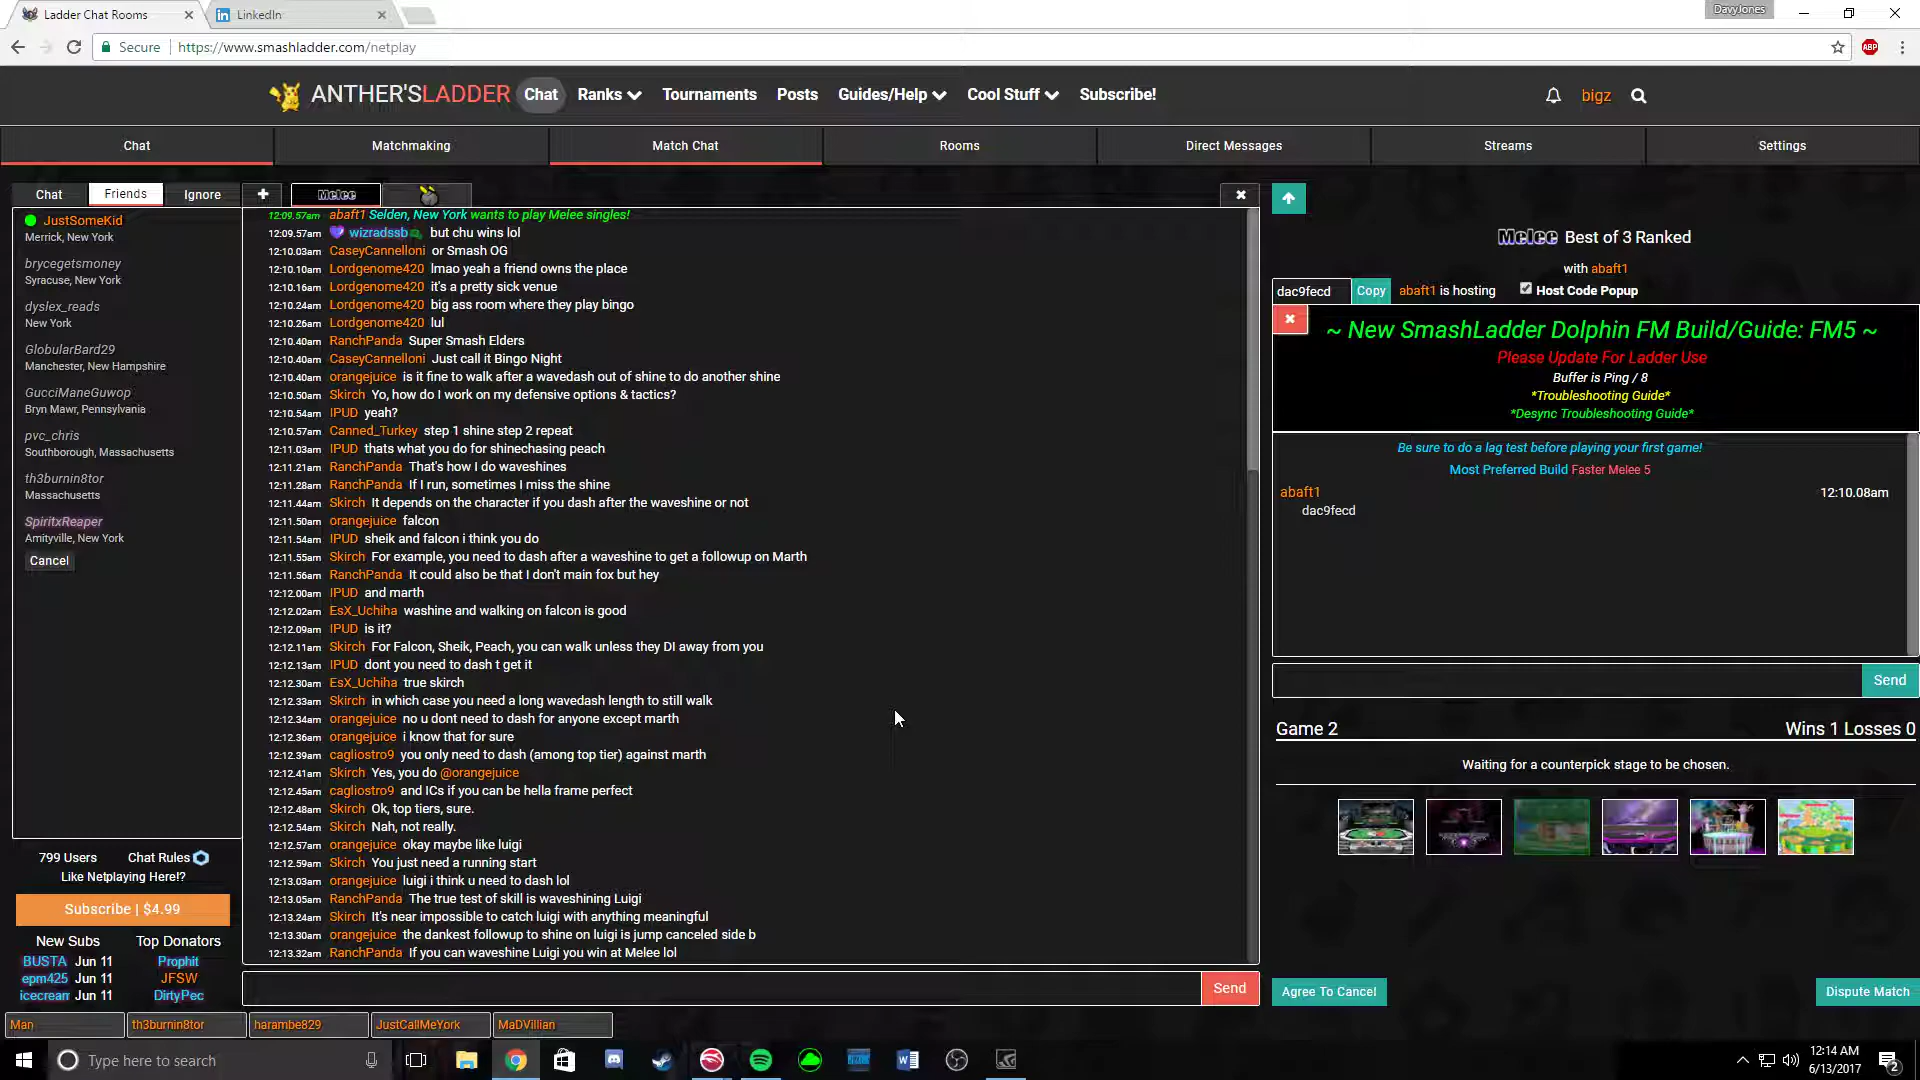 Ladder Chat Rooms
LinkedIn
DavyJones
Secure
https://www.smashladder.com/netplay
ABP
ANTHER'SLADDER
Chat
Ranks
Tournaments
Posts
Guides/Help
Cool Stuff
Subscribe!
bigz
Chat
Matchmaking
Match Chat
Rooms
Direct Messages
Streams
Settings
Chat
Friends
Ignore
Melee
JustSomeKid
Merrick, New York
brycegetsmoney
Syracuse, New York
dyslex_reads
New York
GlobularBard29
Manchester, New Hampshire
GucciManeGuwop
Bryn Mawr, Pennsylvania
pvc_chris
Southborough, Massachusetts
th3burnin8tor
Massachusetts
SpiritxReaper
Amityville, New York
Cancel
799 Users
Chat Rules
Like Netplaying Here!?
Subscribe | $4.99
New Subs
Top Donators
BUSTA Jun 11
Prophit
epm425 Jun 11
JFSW
icecream Jun 11
DirtyPec
12:09.57am abaft1 Selden, New York wants to play Melee singles!
12:09.57am wizradssb but chu wins lol
12:10.03am CaseyCannelloni or Smash OG
12:10.10am Lordgenome420 lmao yeah a friend owns the place
12:10.16am Lordgenome420 it's a pretty sick venue
12:10.24am Lordgenome420 big ass room where they play bingo
12:10.26am Lordgenome420 lul
12:10.40am RanchPanda Super Smash Elders
12:10.40am CaseyCannelloni Just call it Bingo Night
12:10.40am orangejuice is it fine to walk after a wavedash out of shine to do another shine
12:10.50am Skirch Yo, how do I work on my defensive options & tactics?
12:10.54am IPUD yeah?
12:10.57am Canned_Turkey step 1 shine step 2 repeat
12:11.03am IPUD thats what you do for shinechasing peach
12:11.21am RanchPanda That's how I do waveshines
12:11.28am RanchPanda If I run, sometimes I miss the shine
12:11.44am Skirch It depends on the character if you dash after the waveshine or not
12:11.50am orangejuice falcon
12:11.54am IPUD sheik and falcon i think you do
12:11.55am Skirch For example, you need to dash after a waveshine to get a followup on Marth
12:11.56am RanchPanda It could also be that I don't main fox but hey
12:12.00am IPUD and marth
12:12.02am EsX_Uchiha washine and walking on falcon is good
12:12.09am IPUD is it?
12:12.11am Skirch For Falcon, Sheik, Peach, you can walk unless they DI away from you
12:12.13am IPUD dont you need to dash t get it
12:12.30am EsX_Uchiha true skirch
12:12.33am Skirch in which case you need a long wavedash length to still walk
12:12.34am orangejuice no u dont need to dash for anyone except marth
12:12.36am orangejuice i know that for sure
12:12.39am cagliostro9 you only need to dash (among top tier) against marth
12:12.41am Skirch Yes, you do @orangejuice
12:12.45am cagliostro9 and ICs if you can be hella frame perfect
12:12.48am Skirch Ok, top tiers, sure.
12:12.54am Skirch Nah, not really.
12:12.57am orangejuice okay maybe like luigi
12:12.59am Skirch You just need a running start
12:13.03am orangejuice luigi i think u need to dash lol
12:13.05am RanchPanda The true test of skill is waveshining Luigi
12:13.24am Skirch It's near impossible to catch luigi with anything meaningful
12:13.30am orangejuice the dankest followup to shine on luigi is jump canceled side b
12:13.32am RanchPanda If you can waveshine Luigi you win at Melee lol
Send
Melee Best of 3 Ranked
with abaft1
dac9fecd
Copy
abaft1 is hosting
Host Code Popup
~ New SmashLadder Dolphin FM Build/Guide: FM5 ~
Please Update For Ladder Use
Buffer is Ping / 8
*Troubleshooting Guide*
*Desync Troubleshooting Guide*
Be sure to do a lag test before playing your first game!
Most Preferred Build Faster Melee 5
abaft1
12:10.08am
dac9fecd
Send
Game 2
Wins 1 Losses 0
Waiting for a counterpick stage to be chosen.
Agree To Cancel
Dispute Match
Man
th3burnin8tor
harambe829
JustCallMeYork
MaDVillian
Type here to search
12:14 AM
6/13/2017
2